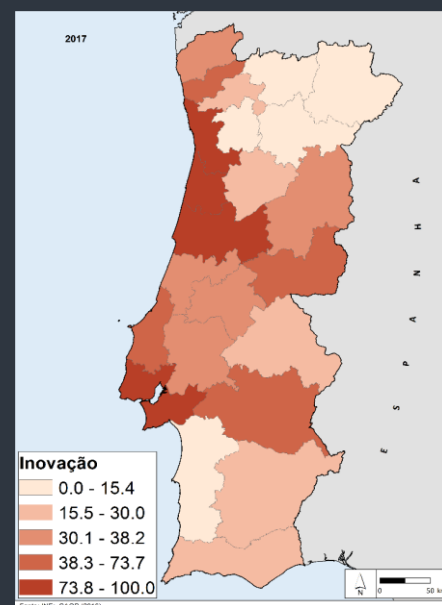 2017
ESPANHA
Inovação
0.0 - 15.4
15.5 - 30.0
30.1 - 38.2
38.3 - 73.7
73.8 - 100.0
N
0 50 k